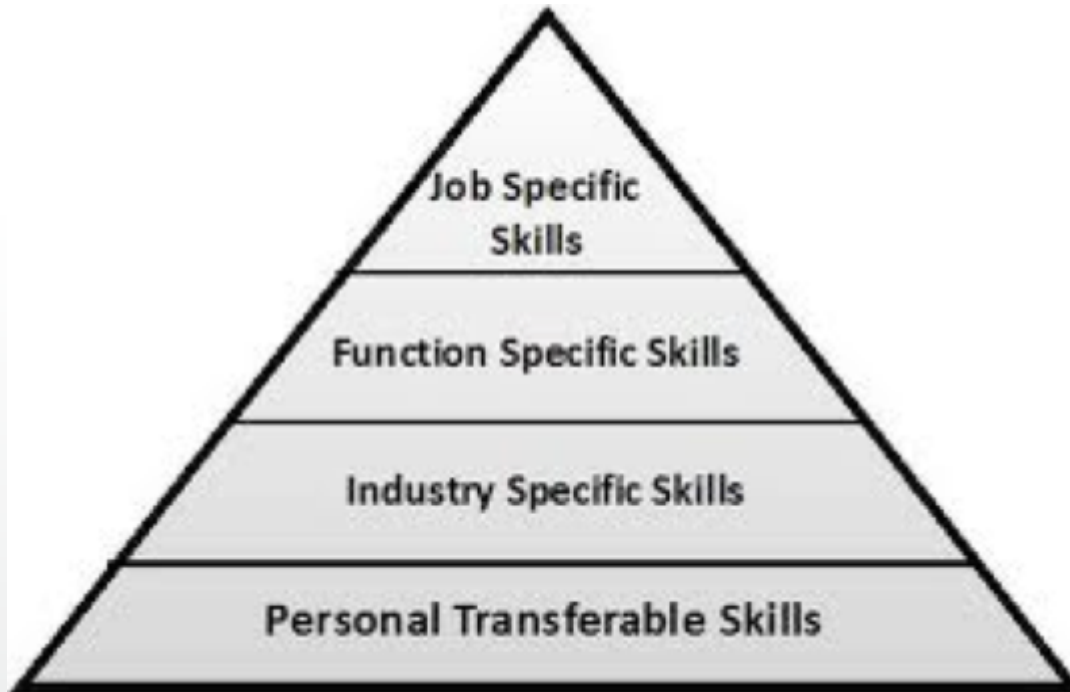 Job Specific
Skills
Function Specific Skills
Industry Specific Skills
Personal Transferable Skills